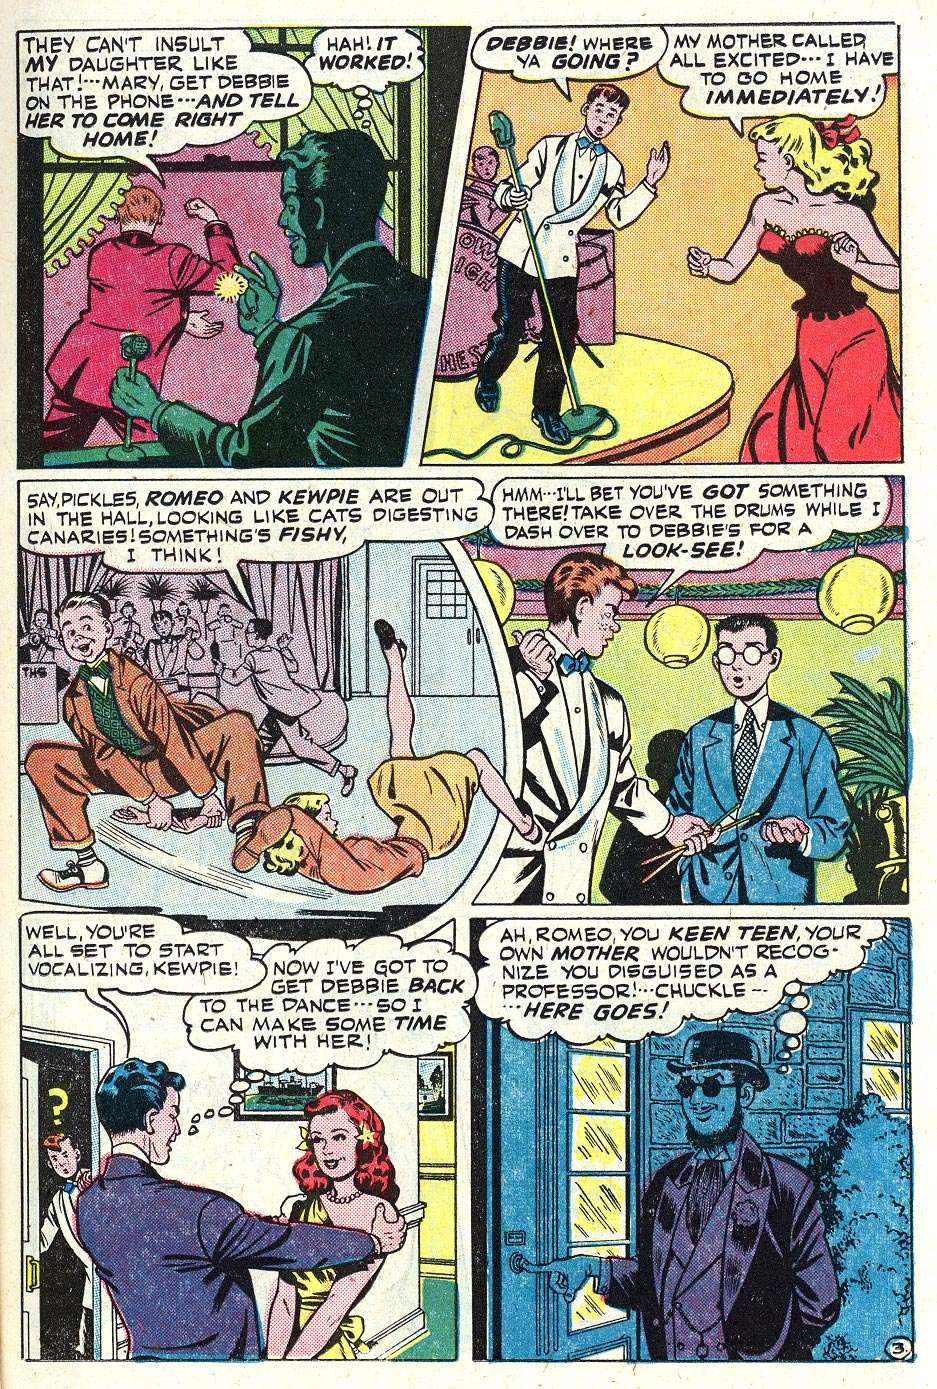 THEY CAN'T INSULT
MY DAUGHTER LIKE
THAT!---MARY, GET DEBBIE
ON THE PHONE---AND TELL
HER TO COME RIGHT
HOME!
HAH! IT
WORKED!
DEBBIE! WHERE
YA GOING?
MY MOTHER CALLED,
ALL EXCITED---I HAVE
TO GO HOME
IMMEDIATELY!
OW
IGH
NES
SAY, PICKLES, ROMEO AND KEWPIE ARE OUT
IN THE HALL, LOOKING LIKE CATS DIGESTING
CANARIES! SOMETHING'S FISHY,
I THINK!
THS
HMM---I'LL BET YOU'VE GOT SOMETHING
THERE! TAKE OVER THE DRUMS WHILE I
DASH OVER TO DEBBIE'S FOR A
LOOK-SEE!
WELL, YOU'RE
ALL SET TO START
VOCALIZING, KEWPIE!
NOW I'VE GOT TO
GET DEBBIE BACK
TO THE DANCE---SO I
CAN MAKE SOME TIME
WITH HER!
?
AH, ROMEO, YOU KEEN TEEN, YOUR
OWN MOTHER WOULDN'T RECOG-
NIZE YOU DISGUISED AS A
PROFESSOR!---CHUCKLE---
---HERE GOES!
3